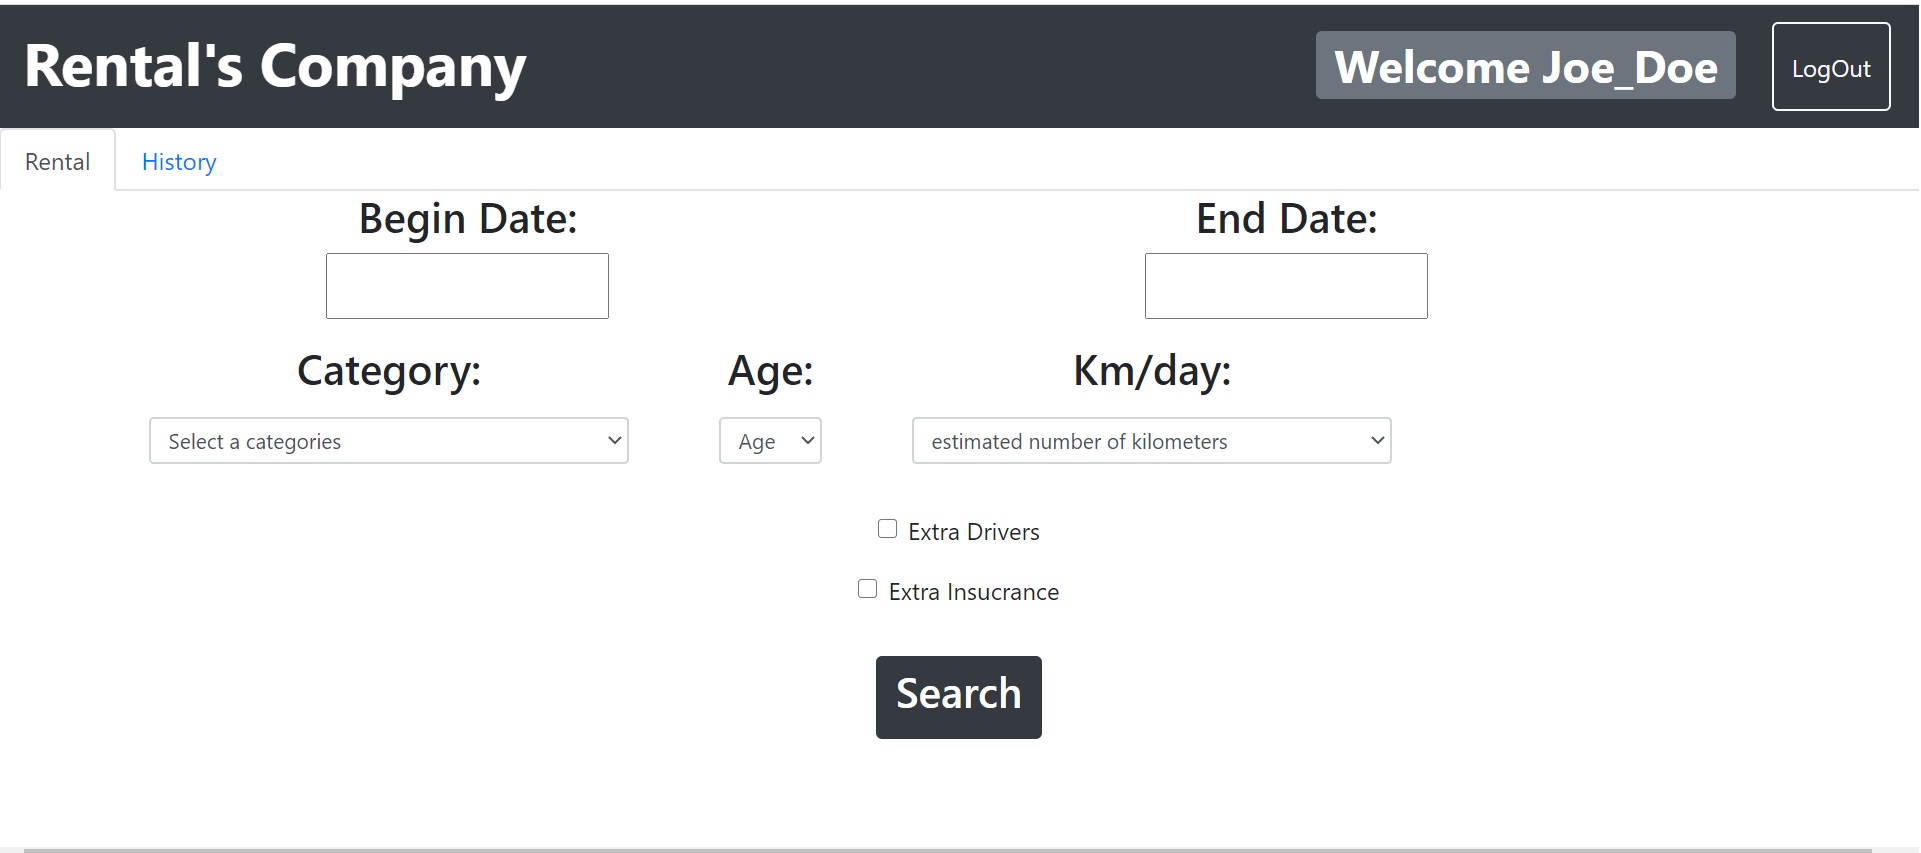 Rental's Company
Welcome Joe_Doe
LogOut
Rental
History
Begin Date:
End Date:
Category:
Age:
Km/day:
Select a categories
Age
estimated number of kilometers
Extra Drivers
Extra Insucrance
Search